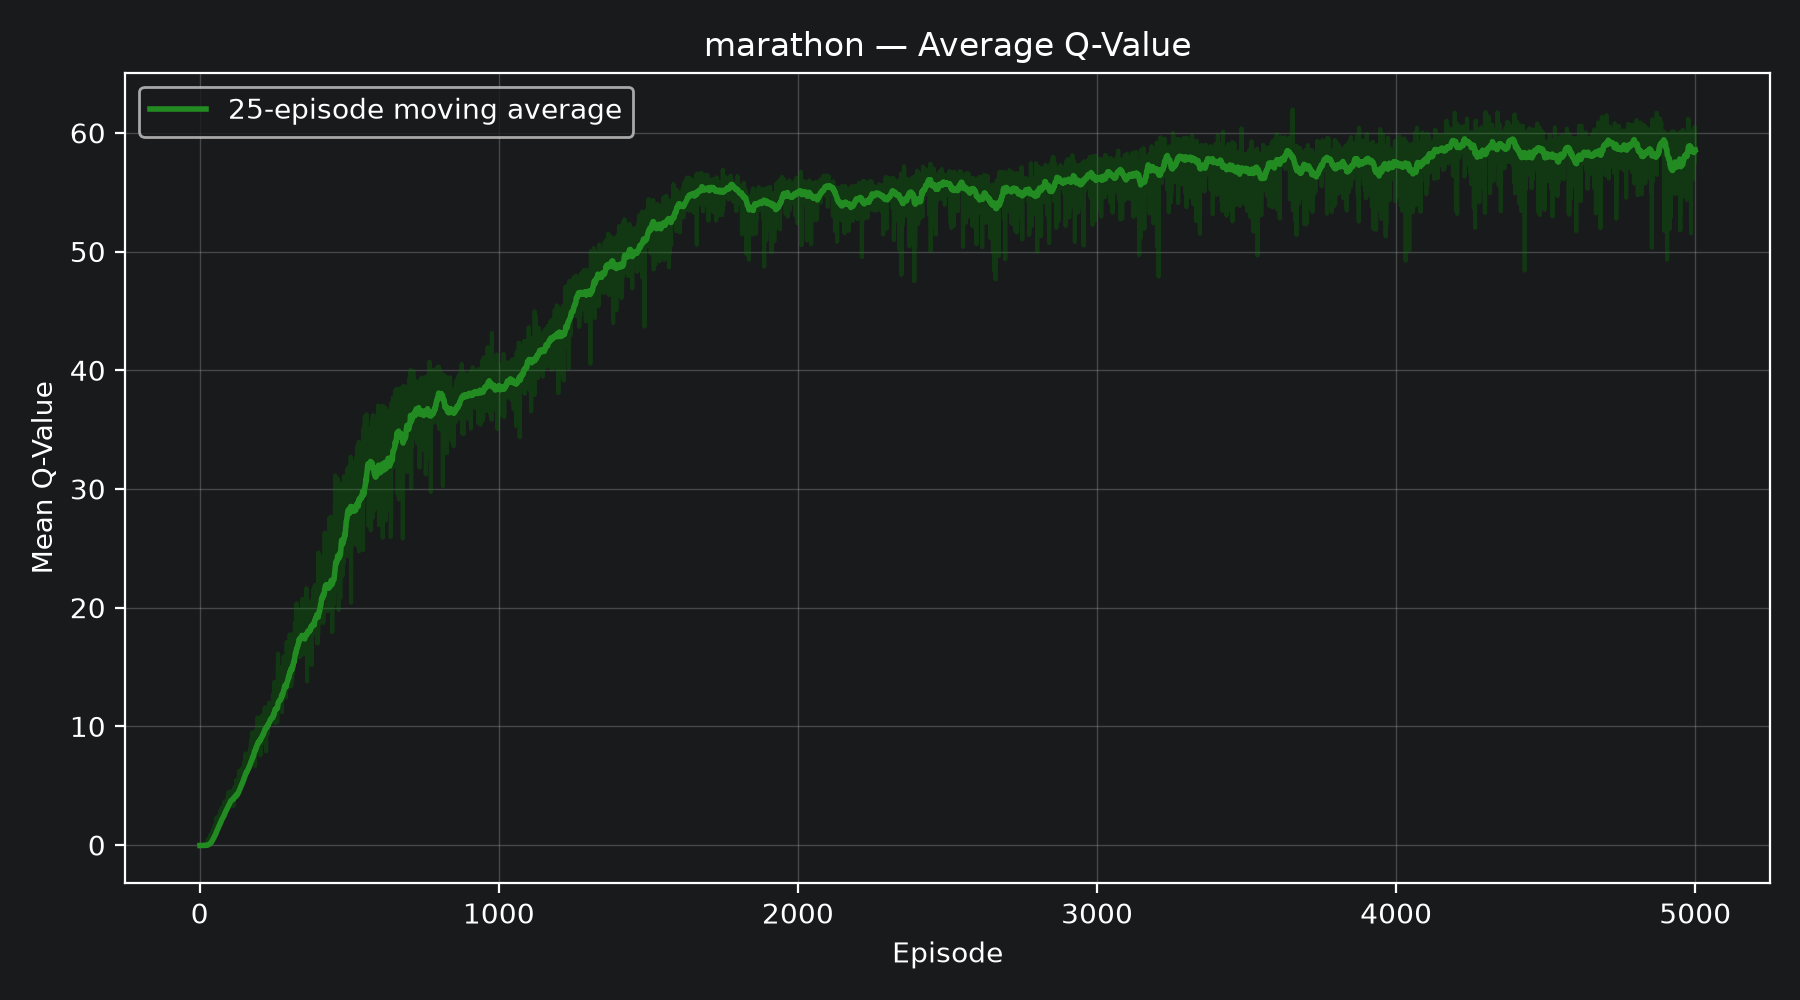 marathon — Average Q-Value
25-episode moving average
60
50
40
30
20
10
0
Mean Q-Value
0 1000 2000 3000 4000 5000
Episode